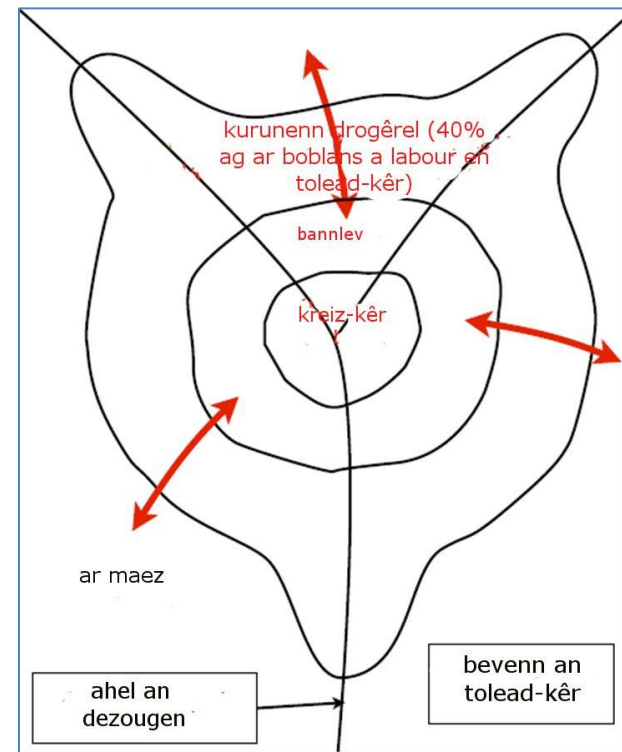 kurunenn drogêrel (40%
ag ar boblans a labour en
tolead-kêr)
bannlev
kreiz-kêr
ar maez
ahel an
dezougen
bevenn an
tolead-kêr